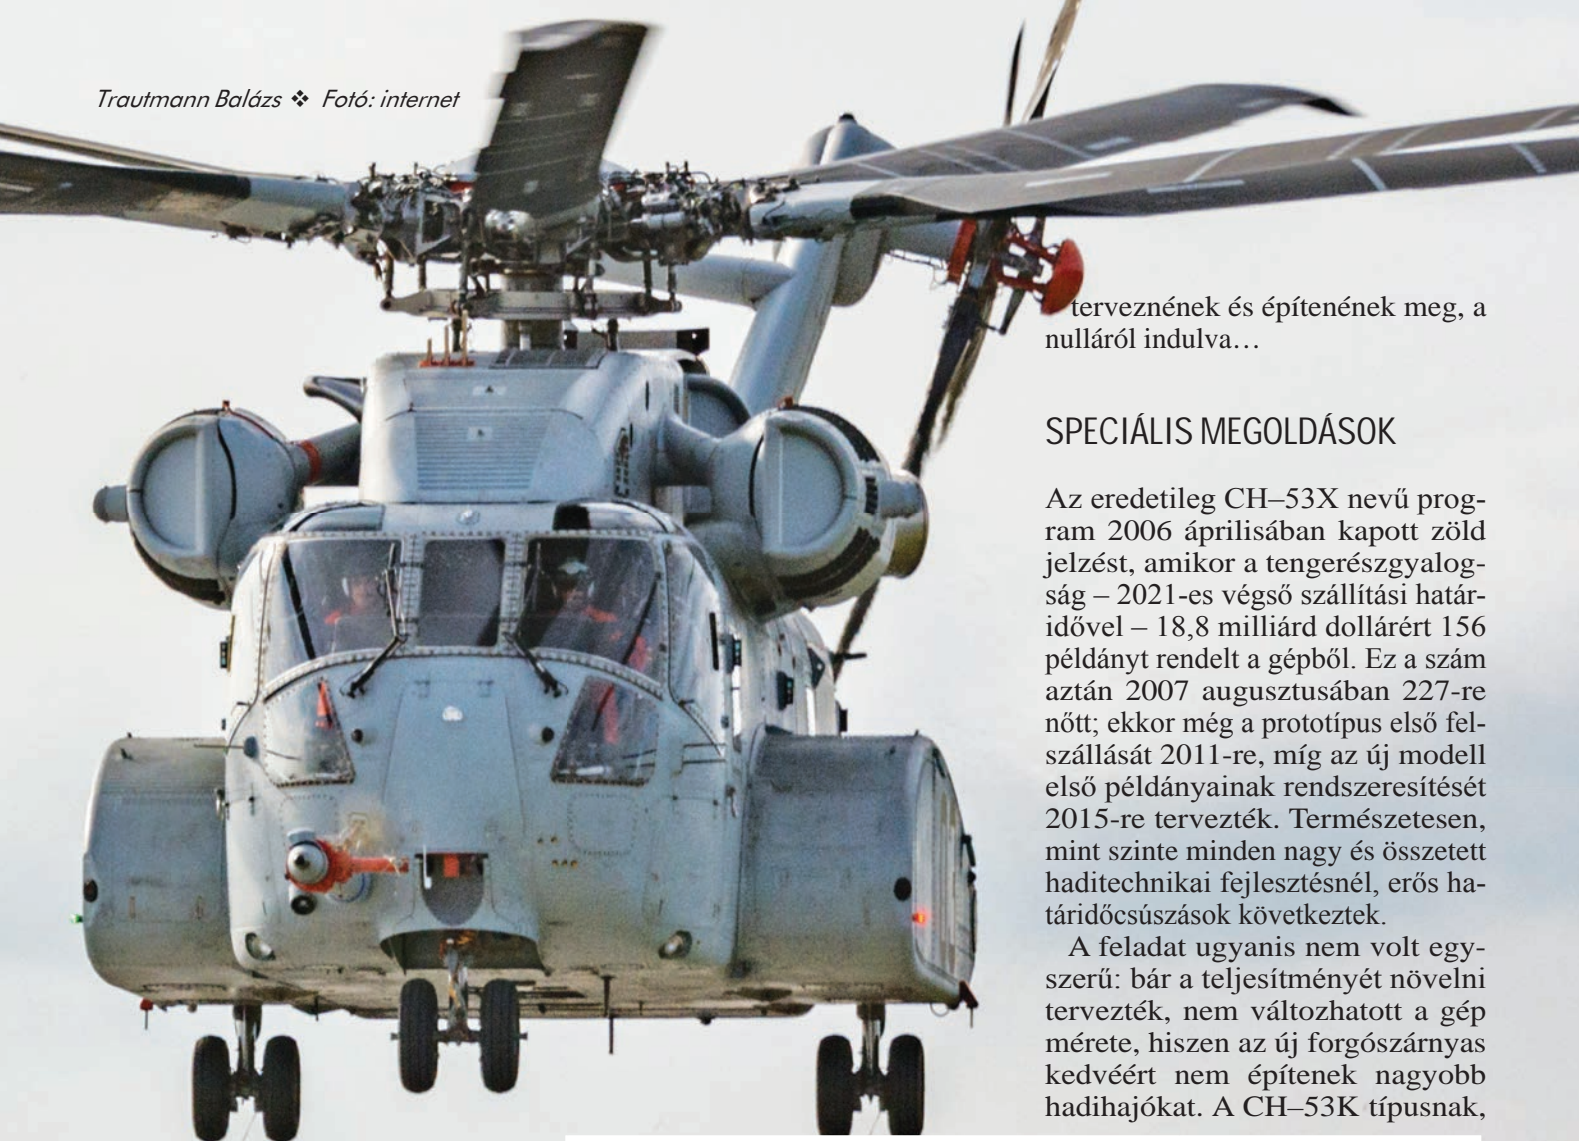 Trautmann Balázs ❖ Fotó: internet
terveznének és építenének meg, a
nulláról indulva…
SPECIÁLIS MEGOLDÁSOK
Az eredetileg CH–53X nevű prog-
ram 2006 áprilisában kapott zöld
jelzést, amikor a tengerészgyalog-
ság – 2021-es végső szállítási határ-
idővel – 18,8 milliárd dollárért 156
példányt rendelt a gépből. Ez a szám
aztán 2007 augusztusában 227-re
nőtt; ekkor még a prototípus első fel-
szállását 2011-re, míg az új modell
első példányainak rendszeresítését
2015-re tervezték. Természetesen,
mint szinte minden nagy és összetett
haditechnikai fejlesztésnél, erős ha-
táridőcsúszások következtek.
A feladat ugyanis nem volt egy-
szerű: bár a teljesítményét növelni
tervezték, nem változhatott a gép
mérete, hiszen az új forgószárnyas
kedvéért nem építenek nagyobb
hadihajókat. A CH–53K típusnak,